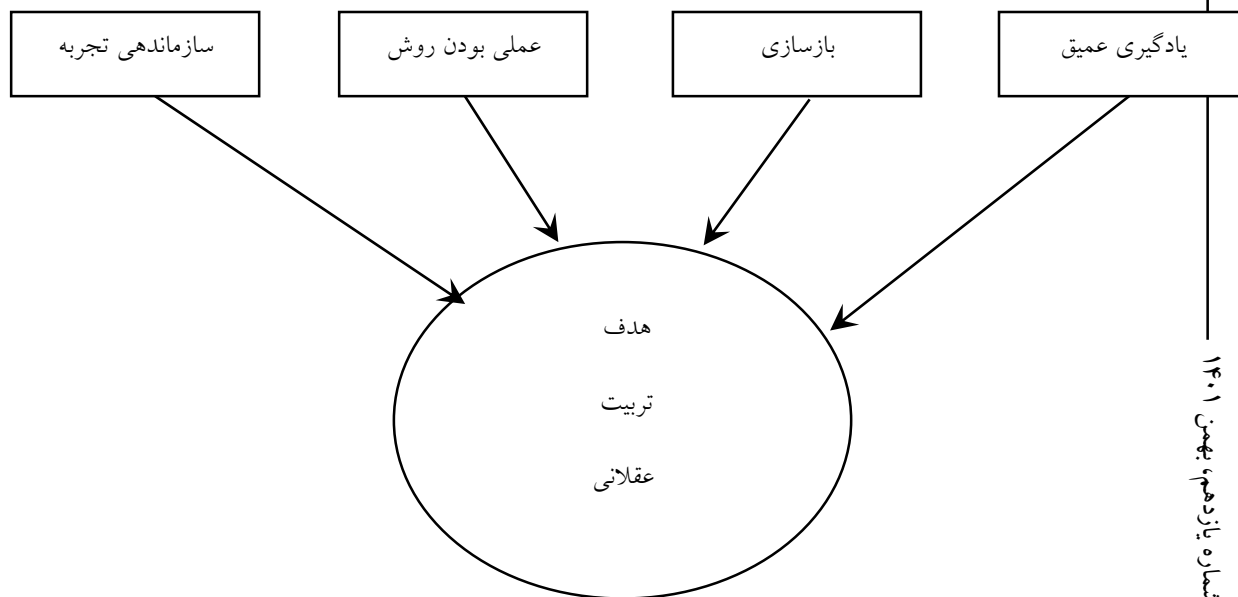 یادگیری عمیق
بازسازی
عملی بودن روش
سازماندهی تجربه
هدف
تربیت
عقلانی
شماره یازدهم، بهمن ۱۴۰۱